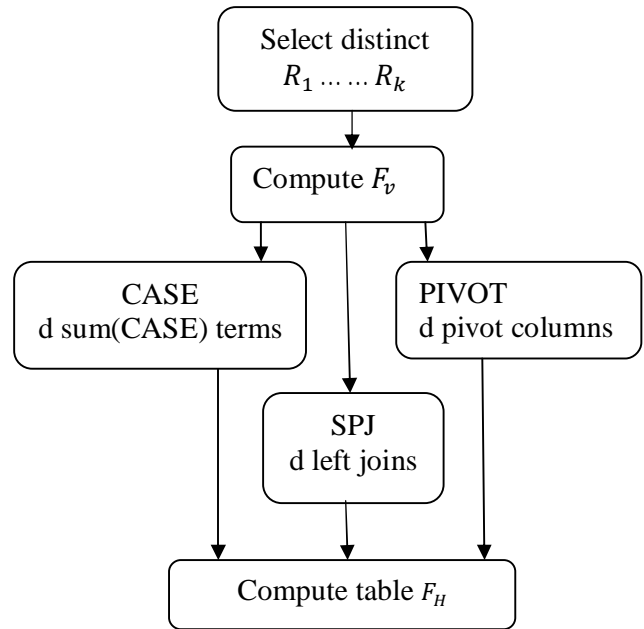 Select distinct
R₁ … … Rₖ
Compute Fᵥ
CASE
d sum(CASE) terms
PIVOT
d pivot columns
SPJ
d left joins
Compute table F_H